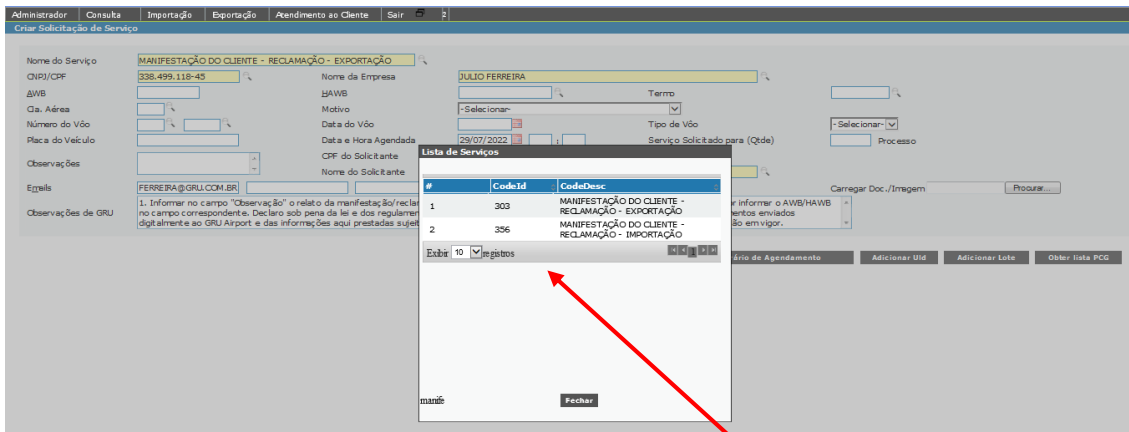 Administrador Consulta Importação Exportação Atendimento ao Cliente Sair
Criar Solicitação de Serviço
Nome do Serviço MANIFESTAÇÃO DO CLIENTE - RECLAMAÇÃO - EXPORTAÇÃO
CNPJ/CPF 338.499.118-45 Nome da Empresa JULIO FERREIRA
AWB HAWB Termo
Cia. Aérea Motivo -Selecionar-
Número do Vôo Data do Vôo Tipo de Vôo -Selecionar-
Placa do Veículo Data e Hora Agendada 29/07/2022 : Serviço Solicitado para (Qtde) Processo
Observações CPF do Solicitante
Nome do Solicitante
Emails FERREIRA@GRU.COM.BR Carregar Doc./Imagem Procurar...
Observações de GRU
1. Informar no campo "Observação" o relato da manifestação/reclar r informar o AWB/HAWB
no campo correspondente. Declaro sob pena da lei e dos regulamer entos enviados
digitalmente ao GRU Airport e das informações aqui prestadas sujeit ão em vigor.
ário de Agendamento Adicionar Uld Adicionar Lote Obter lista PCG
Lista de Serviços
# CodeId CodeDesc
1 303 MANIFESTAÇÃO DO CLIENTE -
RECLAMAÇÃO - EXPORTAÇÃO
2 356 MANIFESTAÇÃO DO CLIENTE -
RECLAMAÇÃO - IMPORTAÇÃO
Exibir 10 registros 1
manife Fechar